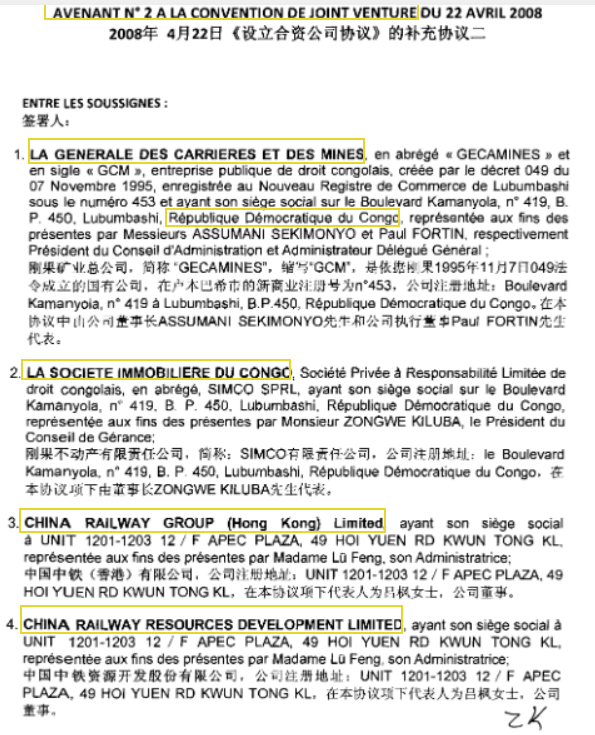 AVENANT N° 2 A LA CONVENTION DE JOINT VENTURE DU 22 AVRIL 2008
2008年 4月22日《设立合资公司协议》的补充协议二
ENTRE LES SOUSSIGNES :
签署人:
1. LA GENERALE DES CARRIERES ET DES MINES, en abrégé « GECAMINES » et
en sigle « GCM », entreprise publique de droit congolais, créée par le décret 049 du
07 Novembre 1995, enregistrée au Nouveau Registre de Commerce de Lubumbashi
sous le numéro 453 et ayant son siège social sur le Boulevard Kamanyola, n° 419, B.
P. 450, Lubumbashi, République Démocratique du Congo, représentée aux fins des
présentes par Messieurs ASSUMANI SEKIMONYO et Paul FORTIN, respectivement
Président du Conseil d'Administration et Administrateur Délégué Général ;
刚果矿业总公司，简称 "GECAMINES"，缩写"GCM"，是依据刚果1995年11月7日049法
令成立的国有公司，在卢本巴希市的新商业注册号为n°453，公司注册地址：Boulevard
Kamanyola, n° 419 à Lubumbashi, B.P.450, République Démocratique du Congo。在本
协议中由公司董事长ASSUMANI SEKIMONYO先生和公司执行董事Paul FORTIN先生
代表。
2. LA SOCIETE IMMOBILIERE DU CONGO, Société Privée à Responsabilité Limitée de
droit congolais, en abrégé, SIMCO SPRL, ayant son siège social sur le Boulevard
Kamanyola, n° 419, B. P. 450, Lubumbashi, République Démocratique du Congo,
représentée aux fins des présentes par Monsieur ZONGWE KILUBA, le Président du
Conseil de Gérance;
刚果不动产有限责任公司，简称：SIMCO有限责任公司，公司注册地址：le Boulevard
Kamanyola, n° 419, B. P. 450, Lubumbashi, République Démocratique du Congo，在
本协议项下由董事长ZONGWE KILUBA先生代表。
3. CHINA RAILWAY GROUP (Hong Kong) Limited, ayant son siège social
à UNIT 1201-1203 12 / F APEC PLAZA, 49 HOI YUEN RD KWUN TONG KL,
représentée aux fins des présentes par Madame Lü Feng, son Administratrice;
中国中铁（香港）有限公司，公司注册地址：UNIT 1201-1203 12 / F APEC PLAZA, 49
HOI YUEN RD KWUN TONG KL，在本协议项下代表人为吕枫女士，公司董事。
4. CHINA RAILWAY RESOURCES DEVELOPMENT LIMITED, ayant son siège social à
UNIT 1201-1203 12 / F APEC PLAZA, 49 HOI YUEN RD KWUN TONG KL,
représentée aux fins des présentes par Madame Lü Feng, son Administratrice;
中国中铁资源开发股份有限公司，公司注册地址：UNIT 1201-1203 12 / F APEC
PLAZA, 49 HOI YUEN RD KWUN TONG KL，在本协议项下代表人为吕枫女士，公司
董事。